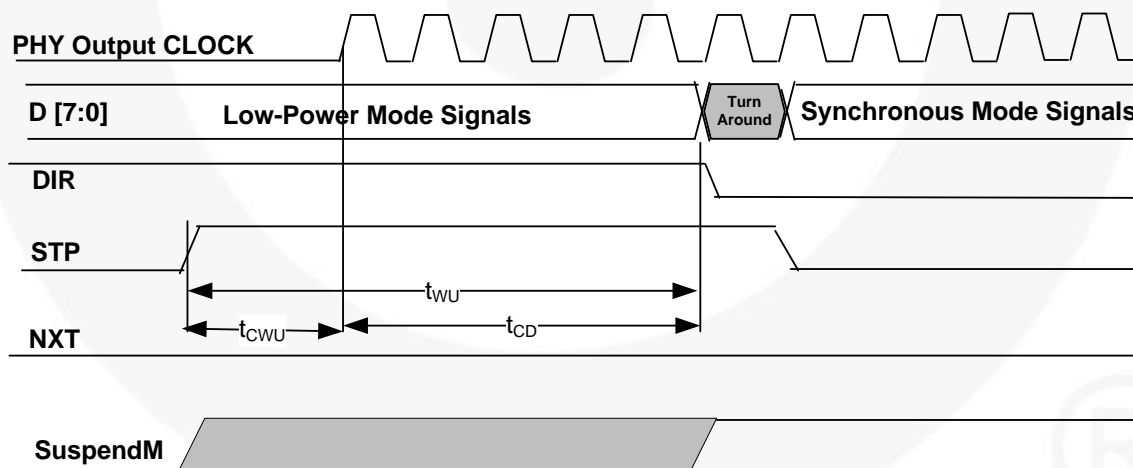 PHY Output CLOCK
D [7:0]
Low-Power Mode Signals
Turn
Around
Synchronous Mode Signals
DIR
STP
tWU
tCWU
tCD
NXT
SuspendM
R